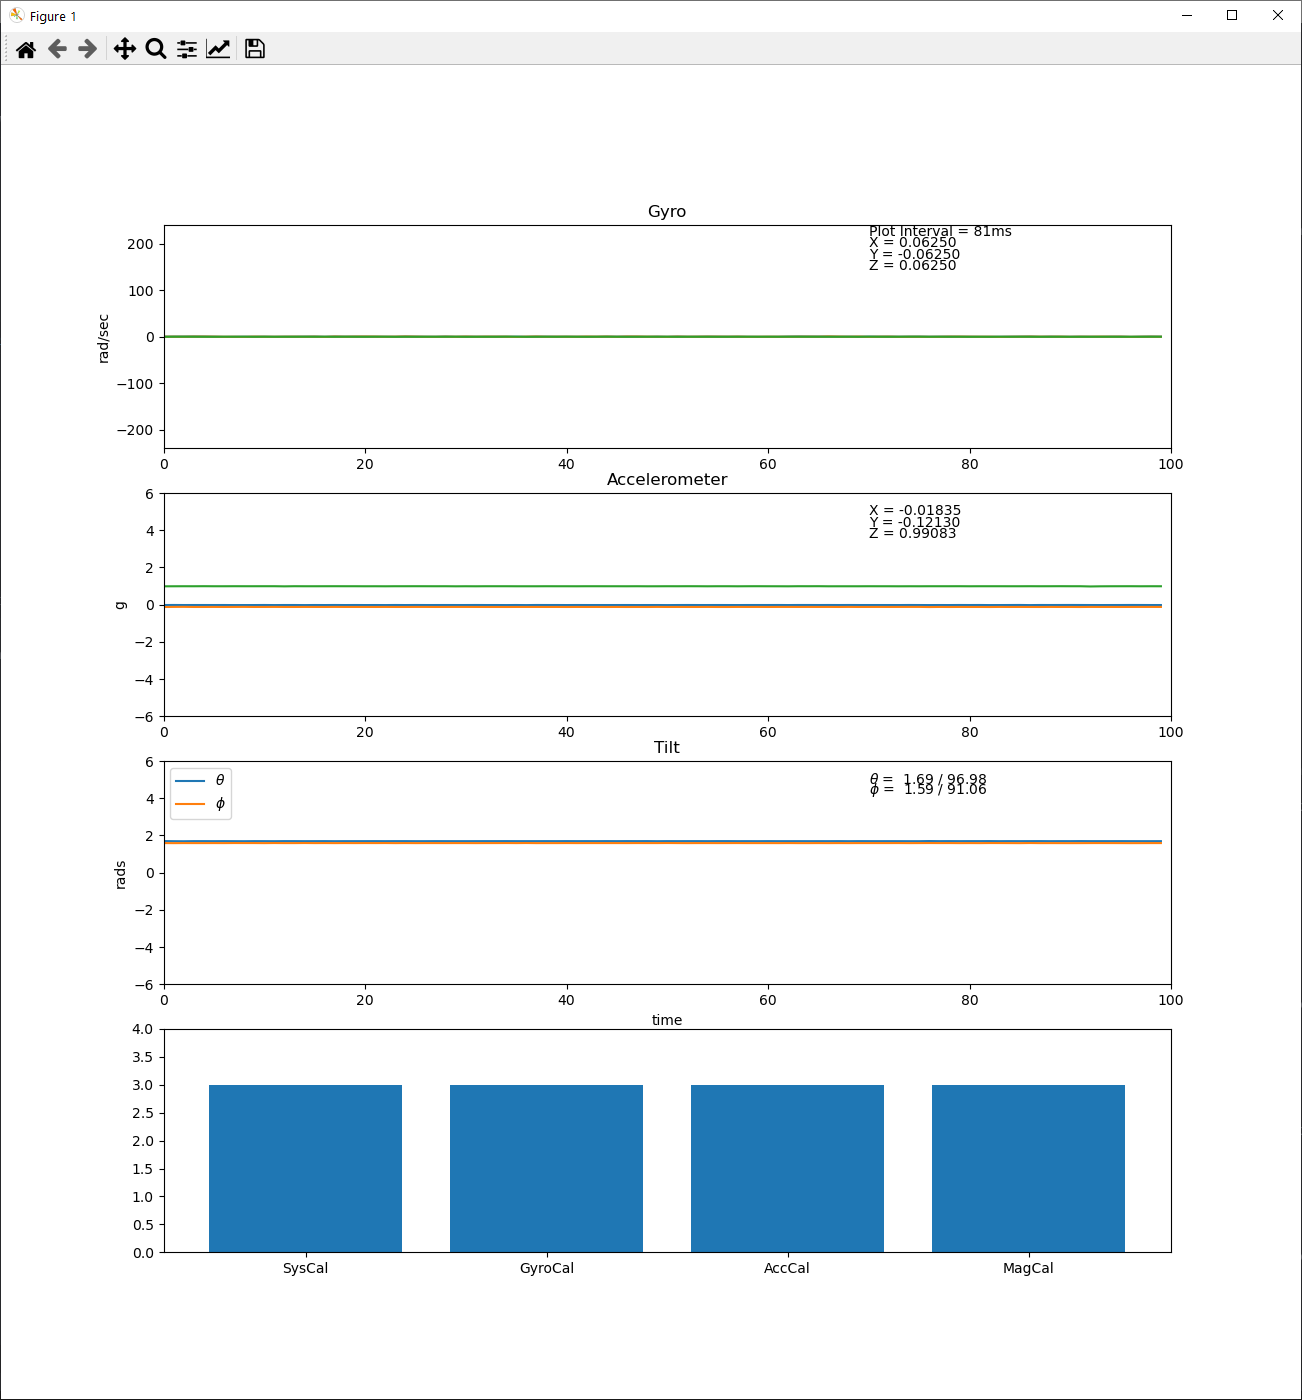 Figure 1
Gyro
Plot Interval = 81ms
X = 0.06250
Y = -0.06250
Z = 0.06250
rad/sec
200
100
0
−100
−200
0 20 40 60 80 100
Accelerometer
X = -0.01835
Y = -0.12130
Z = 0.99083
g
6
4
2
0
−2
−4
−6
0 20 40 60 80 100
Tilt
θ
ϕ
θ = 1.69 / 96.98
ϕ = 1.59 / 91.06
rads
6
4
2
0
−2
−4
−6
0 20 40 60 80 100
time
4.0
3.5
3.0
2.5
2.0
1.5
1.0
0.5
0.0
SysCal GyroCal AccCal MagCal